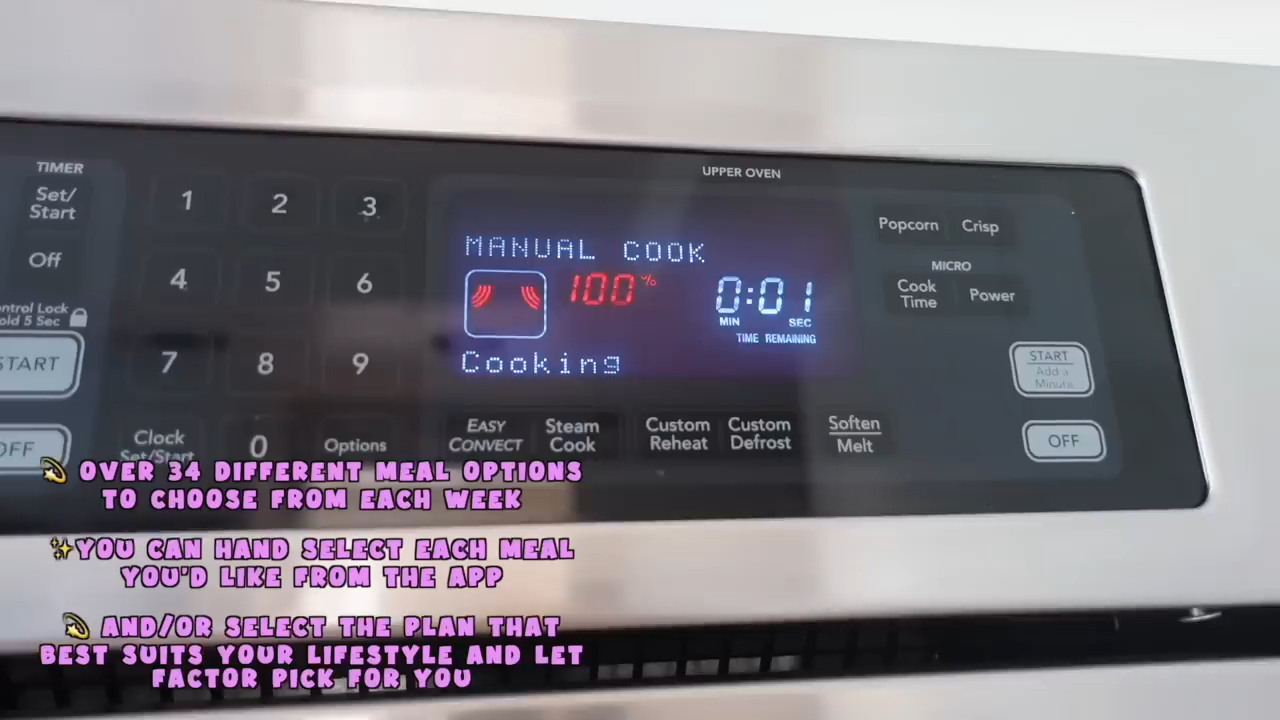 UPPER OVEN
TIMER
Set/
Start
Off
ontrol Lock
old 5 Sec
START
OFF
1 2 3
4 5 6
7 8 9
Clock
Set/Start
0
Options
MANUAL COOK
100%
0:01
MIN SEC
TIME REMAINING
Cooking
EASY
CONVECT
Steam
Cook
Custom
Reheat
Custom
Defrost
Soften
Melt
Popcorn
Crisp
MICRO
Cook
Time
Power
START
Add a
Minute
OFF
💫 OVER 34 DIFFERENT MEAL OPTIONS
TO CHOOSE FROM EACH WEEK
✨YOU CAN HAND SELECT EACH MEAL
YOU'D LIKE FROM THE APP
💫 AND/OR SELECT THE PLAN THAT
BEST SUITS YOUR LIFESTYLE AND LET
FACTOR PICK FOR YOU